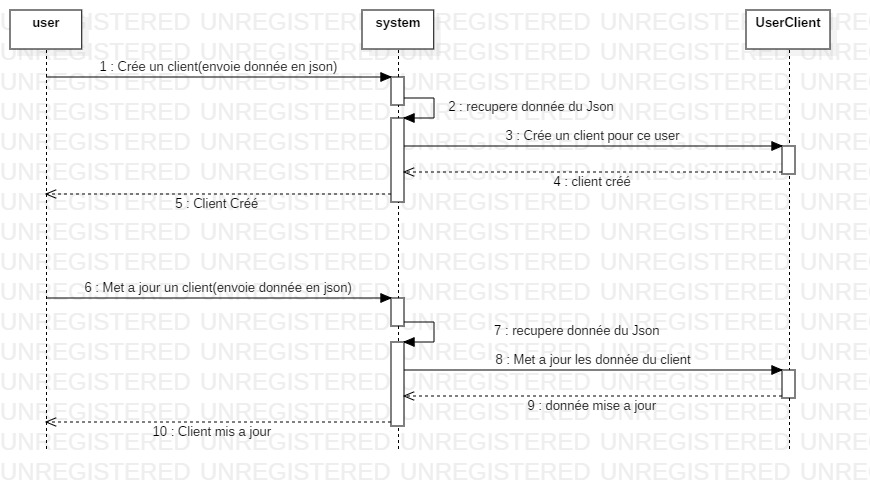 user
system
UserClient
1 : Crée un client(envoie donnée en json)
2 : recupere donnée du Json
3 : Crée un client pour ce user
4 : client créé
5 : Client Créé
6 : Met a jour un client(envoie donnée en json)
7 : recupere donnée du Json
8 : Met a jour les donnée du client
9 : donnée mise a jour
10 : Client mis a jour
UNREGISTERED UNREGISTERED UNREGISTERED UNREGISTERED